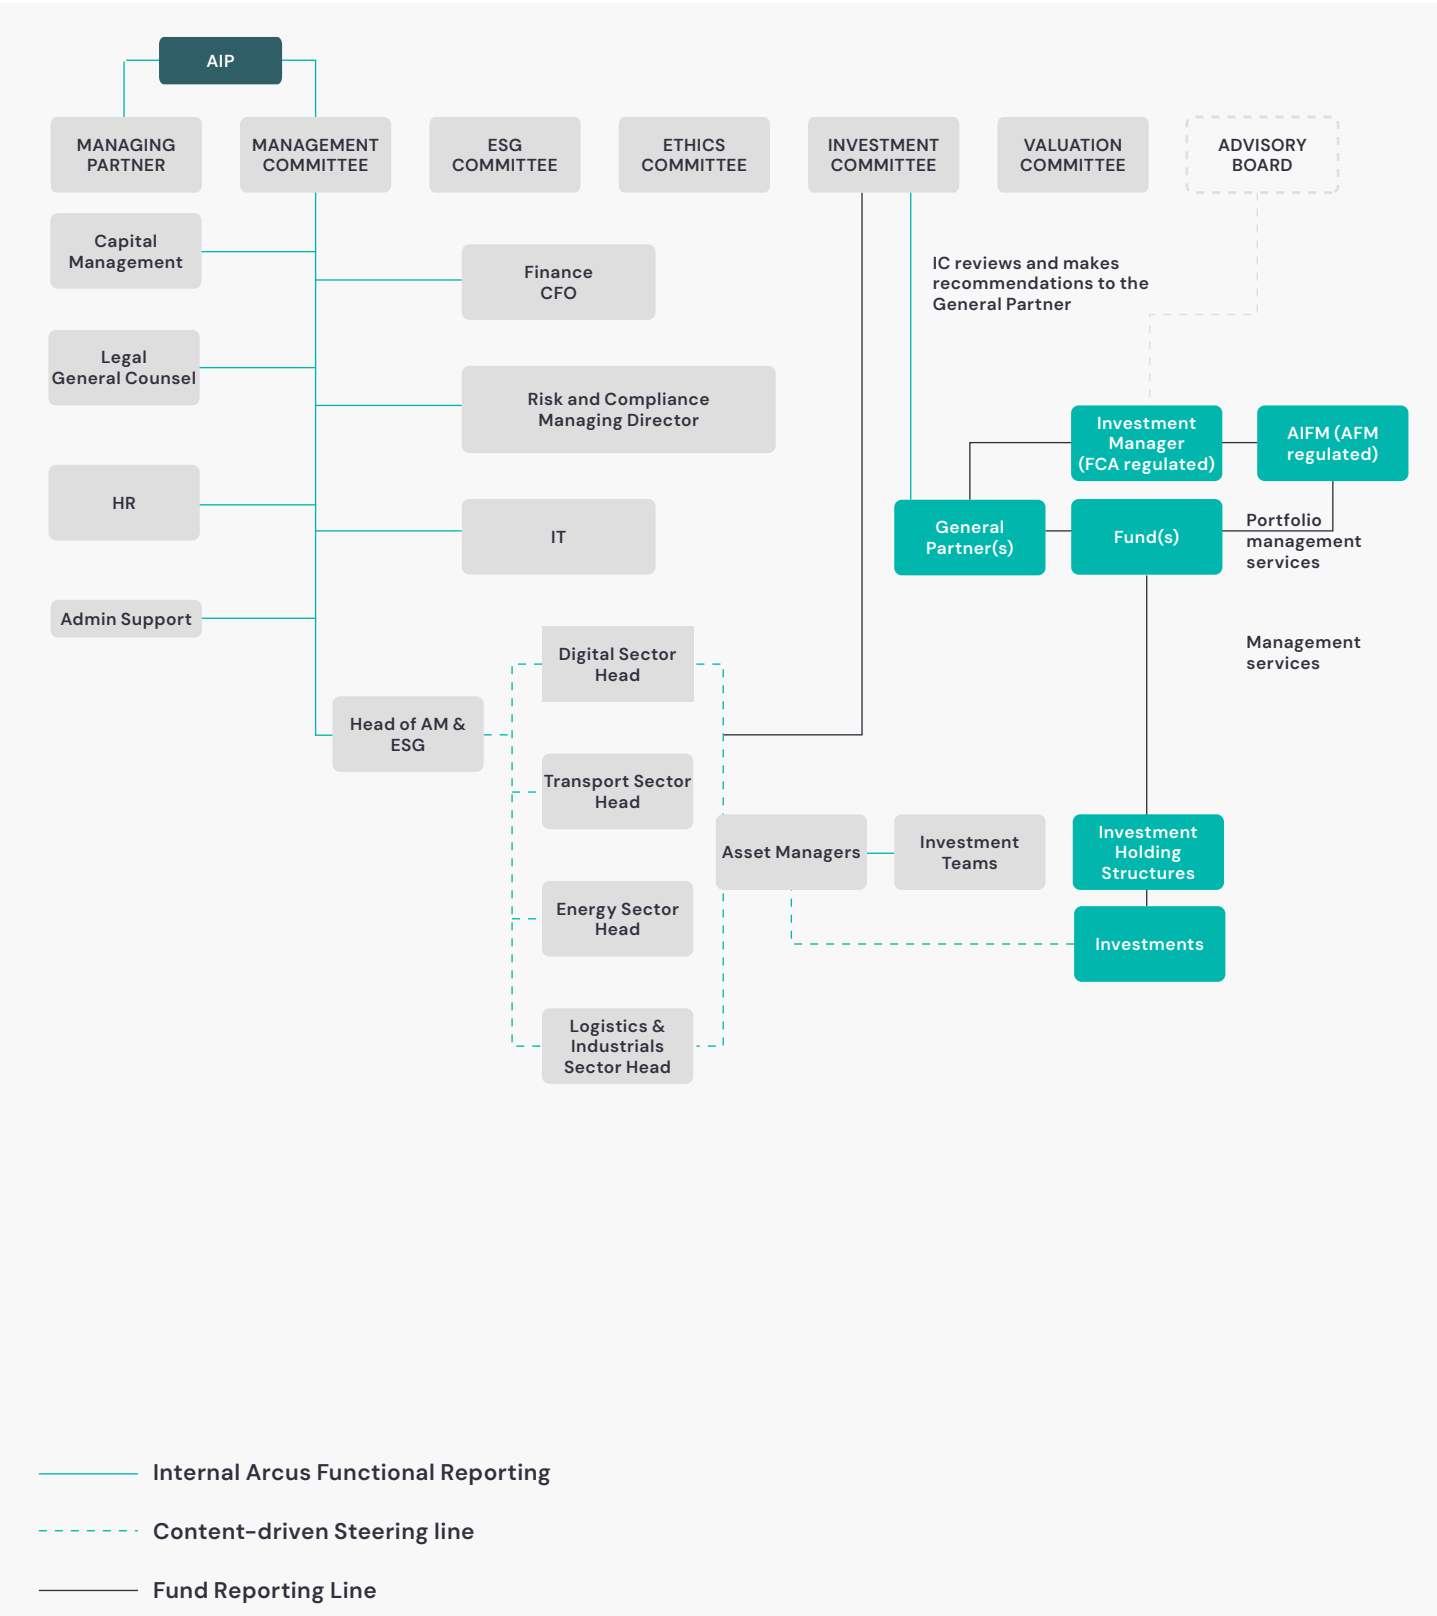 AIP
MANAGING
PARTNER
MANAGEMENT
COMMITTEE
ESG
COMMITTEE
ETHICS
COMMITTEE
INVESTMENT
COMMITTEE
VALUATION
COMMITTEE
ADVISORY
BOARD
Capital
Management
Finance
CFO
IC reviews and makes
recommendations to the
General Partner
Legal
General Counsel
Risk and Compliance
Managing Director
Investment
Manager
(FCA regulated)
AIFM (AFM
regulated)
HR
IT
General
Partner(s)
Fund(s)
Portfolio
management
services
Admin Support
Management
services
Digital Sector
Head
Head of AM &
ESG
Transport Sector
Head
Asset Managers
Investment
Teams
Investment
Holding
Structures
Energy Sector
Head
Investments
Logistics &
Industrials
Sector Head
Internal Arcus Functional Reporting
Content-driven Steering line
Fund Reporting Line